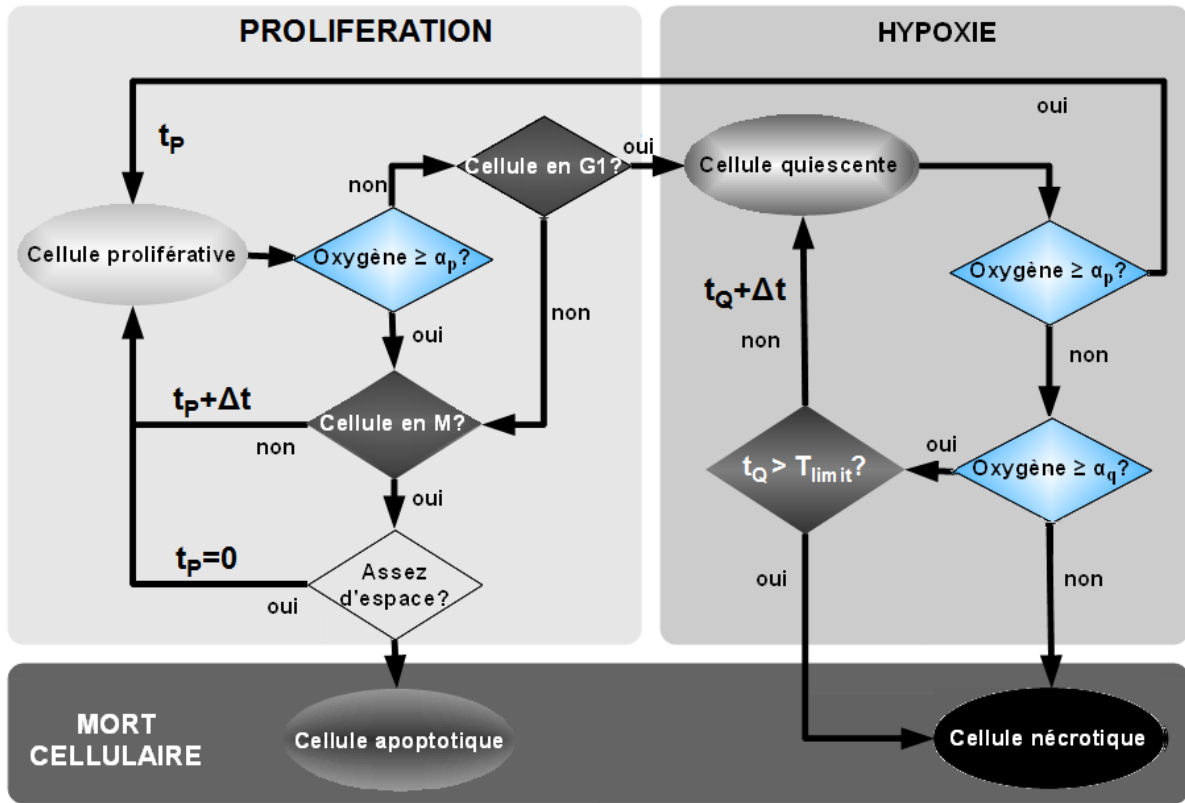 PROLIFERATION
HYPOXIE
oui
t_P
oui
Cellule en G1?
Cellule quiescente
non
Cellule proliférative
Oxygène ≥ α_p?
Oxygène ≥ α_p?
t_Q+Δt
non
oui
non
non
t_P+Δt
Cellule en M?
non
oui
t_Q > T_limit?
Oxygène ≥ α_q?
oui
t_P=0
oui
Assez
d'espace?
oui
non
MORT
CELLULAIRE
Cellule apoptotique
Cellule nécrotique